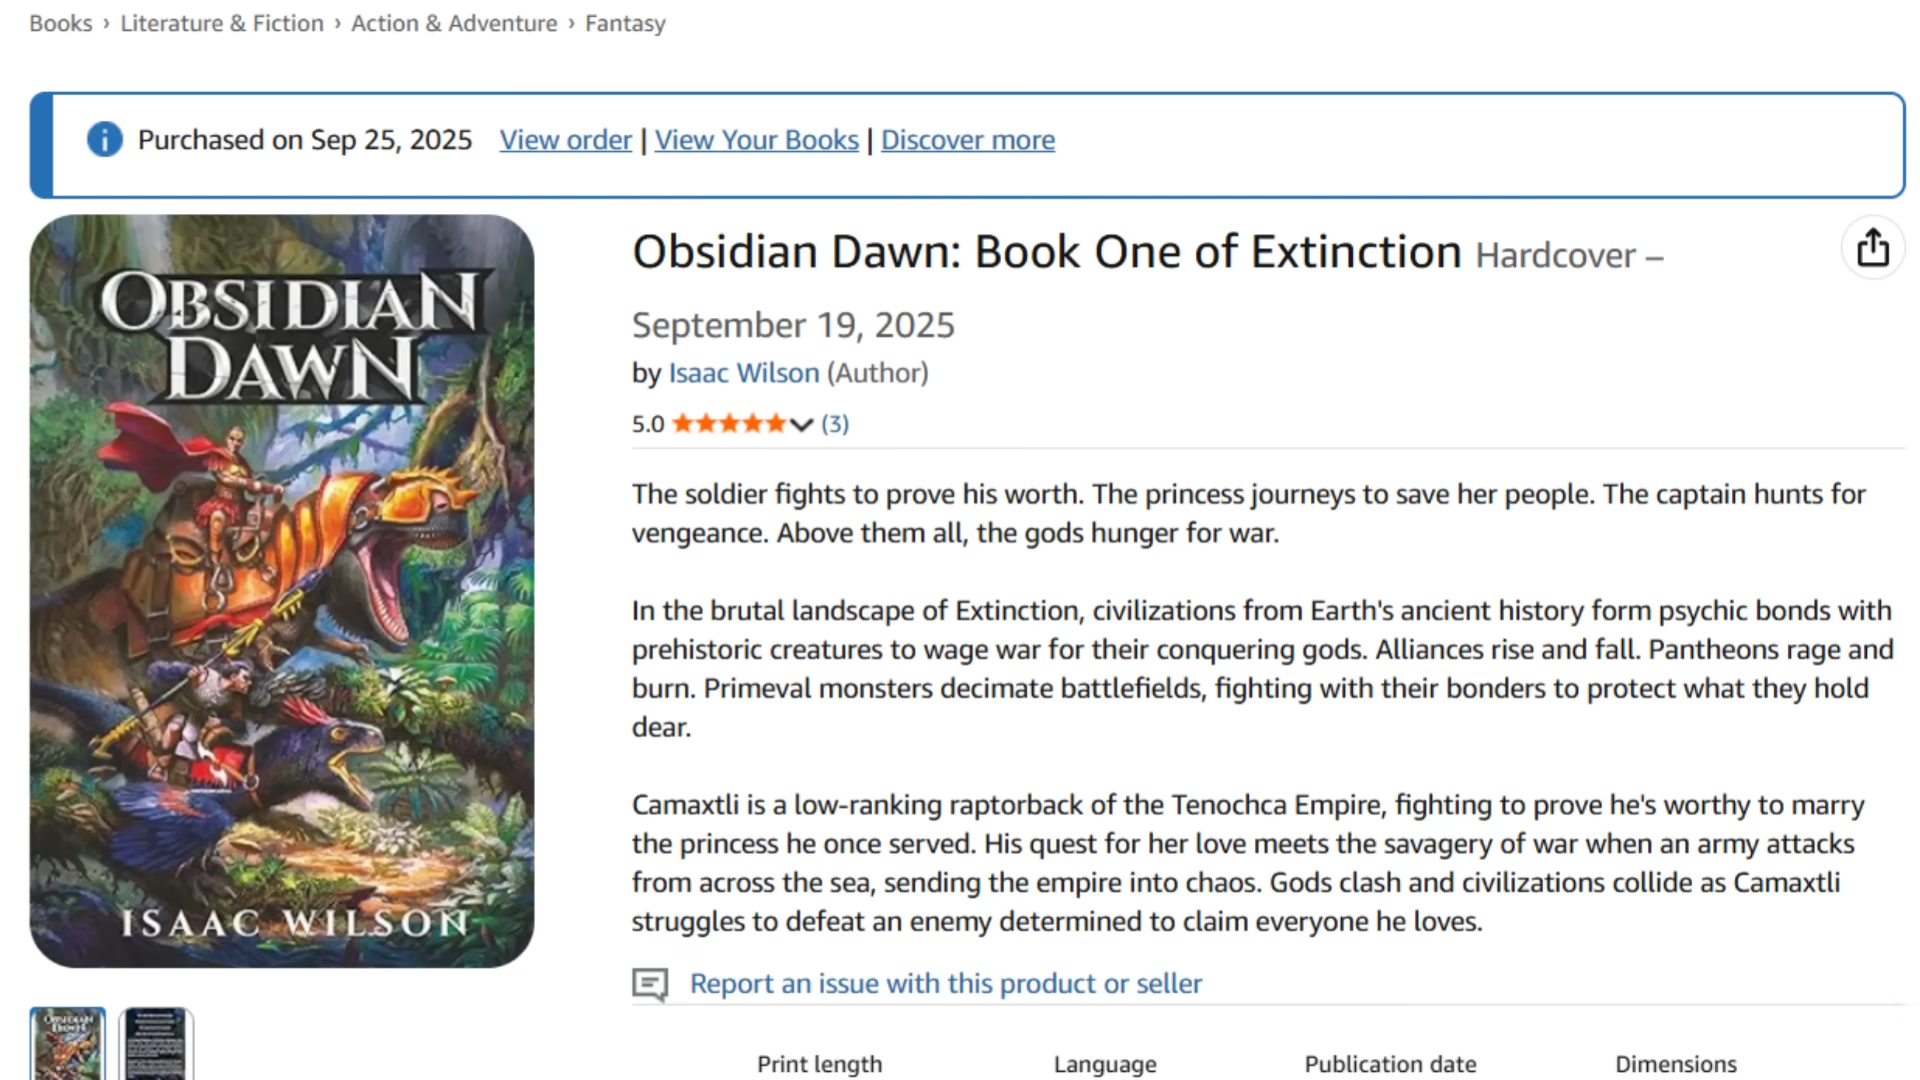 Books › Literature & Fiction › Action & Adventure › Fantasy
Purchased on Sep 25, 2025 View order | View Your Books | Discover more
OBSIDIAN
DAWN
ISAAC WILSON
Obsidian Dawn: Book One of Extinction Hardcover –
September 19, 2025
by Isaac Wilson (Author)
5.0 (3)
The soldier fights to prove his worth. The princess journeys to save her people. The captain hunts for
vengeance. Above them all, the gods hunger for war.
In the brutal landscape of Extinction, civilizations from Earth's ancient history form psychic bonds with
prehistoric creatures to wage war for their conquering gods. Alliances rise and fall. Pantheons rage and
burn. Primeval monsters decimate battlefields, fighting with their bonders to protect what they hold
dear.
Camaxtli is a low-ranking raptorback of the Tenochca Empire, fighting to prove he's worthy to marry
the princess he once served. His quest for her love meets the savagery of war when an army attacks
from across the sea, sending the empire into chaos. Gods clash and civilizations collide as Camaxtli
struggles to defeat an enemy determined to claim everyone he loves.
Report an issue with this product or seller
OBSIDIAN
DAWN
Print length Language Publication date Dimensions